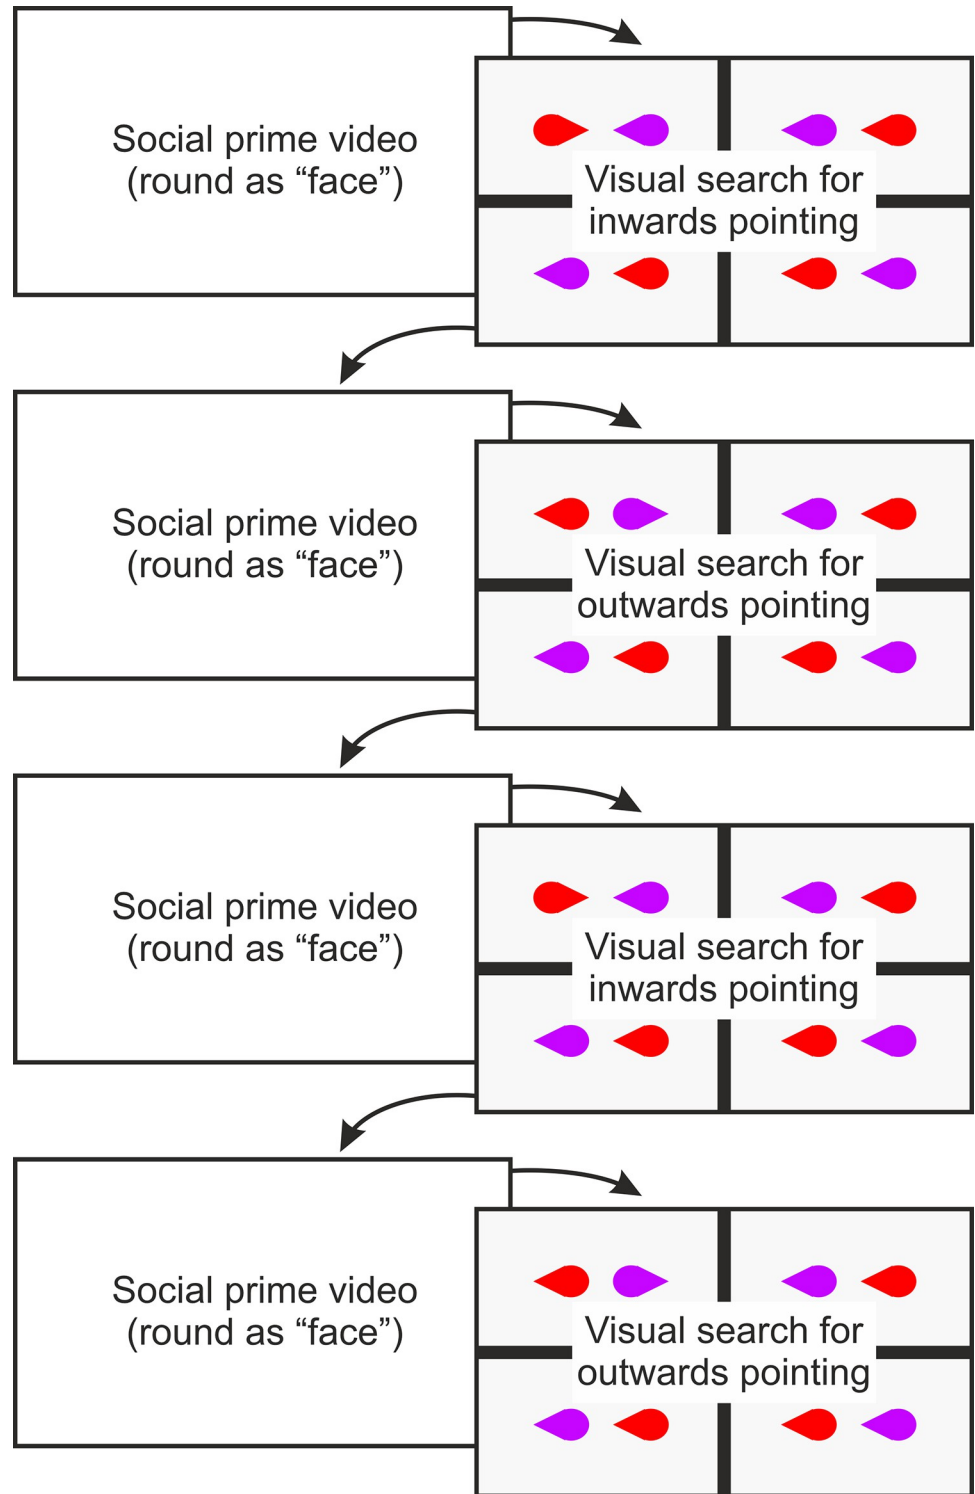 Social prime video
(round as “face”)
Visual search for
inwards pointing
Social prime video
(round as “face”)
Visual search for
outwards pointing
Social prime video
(round as “face”)
Visual search for
inwards pointing
Social prime video
(round as “face”)
Visual search for
outwards pointing